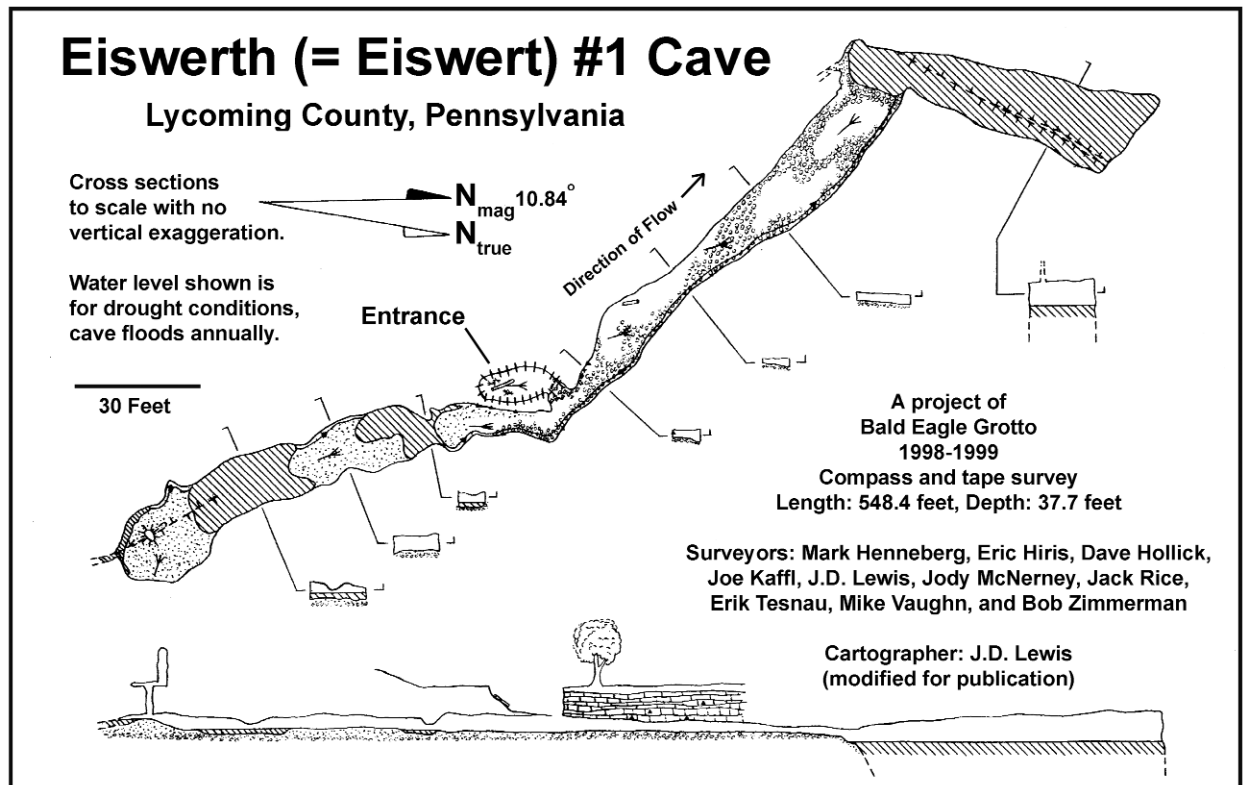 Eiswerth (= Eiswert) #1 Cave
Lycoming County, Pennsylvania
Cross sections
to scale with no
vertical exaggeration.
Nmag 10.84°
Ntrue
Water level shown is
for drought conditions,
cave floods annually.
Direction of Flow
Entrance
30 Feet
A project of
Bald Eagle Grotto
1998-1999
Compass and tape survey
Length: 548.4 feet, Depth: 37.7 feet
Surveyors: Mark Henneberg, Eric Hiris, Dave Hollick,
Joe Kaffl, J.D. Lewis, Jody McNerney, Jack Rice,
Erik Tesnau, Mike Vaughn, and Bob Zimmerman
Cartographer: J.D. Lewis
(modified for publication)